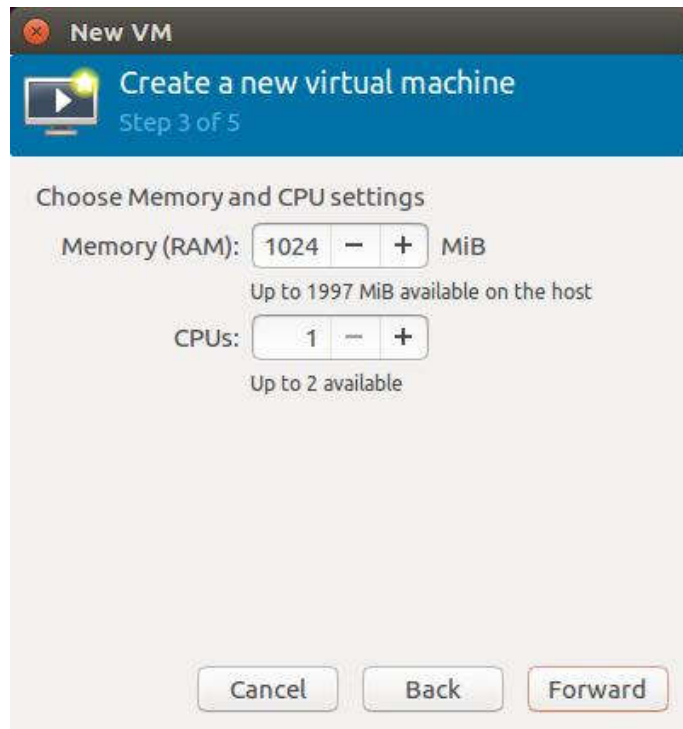 New VM
Create a new virtual machine
Step 3 of 5
Choose Memory and CPU settings
Memory (RAM): 1024 − + MiB
Up to 1997 MiB available on the host
CPUs: 1 − +
Up to 2 available
Cancel Back Forward